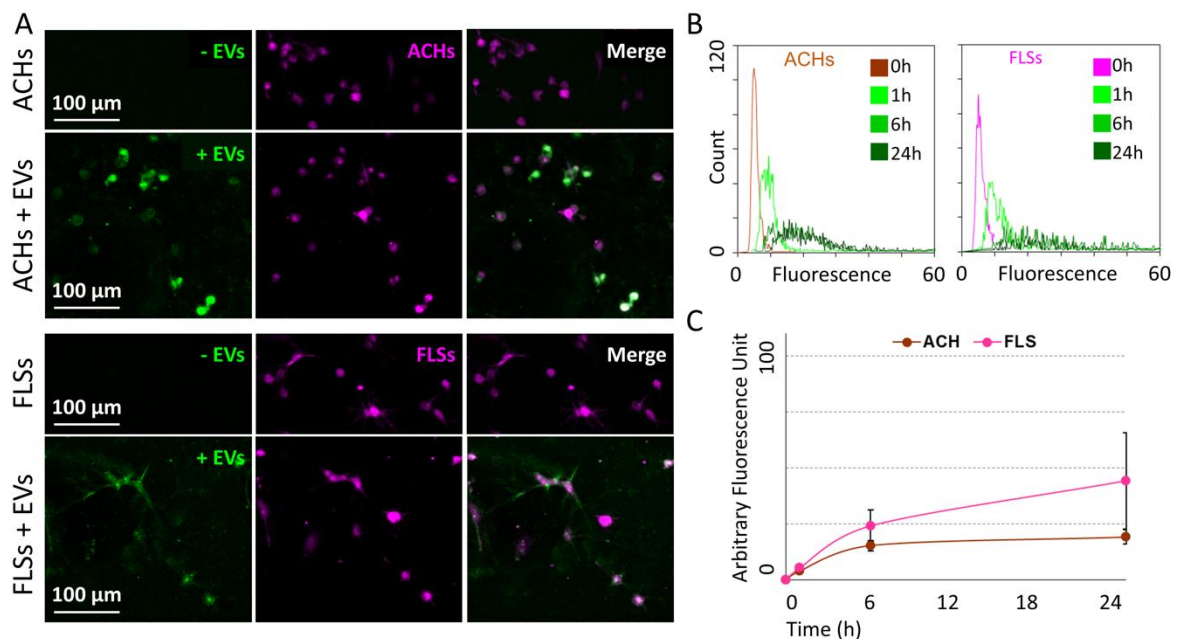 A
ACHs
- EVs
ACHs
Merge
100 µm
ACHs + EVs
+ EVs
100 µm
FLSs
- EVs
FLSs
Merge
100 µm
FLSs + EVs
+ EVs
100 µm
B
120
Count
0
ACHs
0h
1h
6h
24h
0
Fluorescence
60
FLSs
0h
1h
6h
24h
0
Fluorescence
60
C
Arbitrary Fluorescence Unit
100
0
ACH FLS
0 6 12 18 24
Time (h)